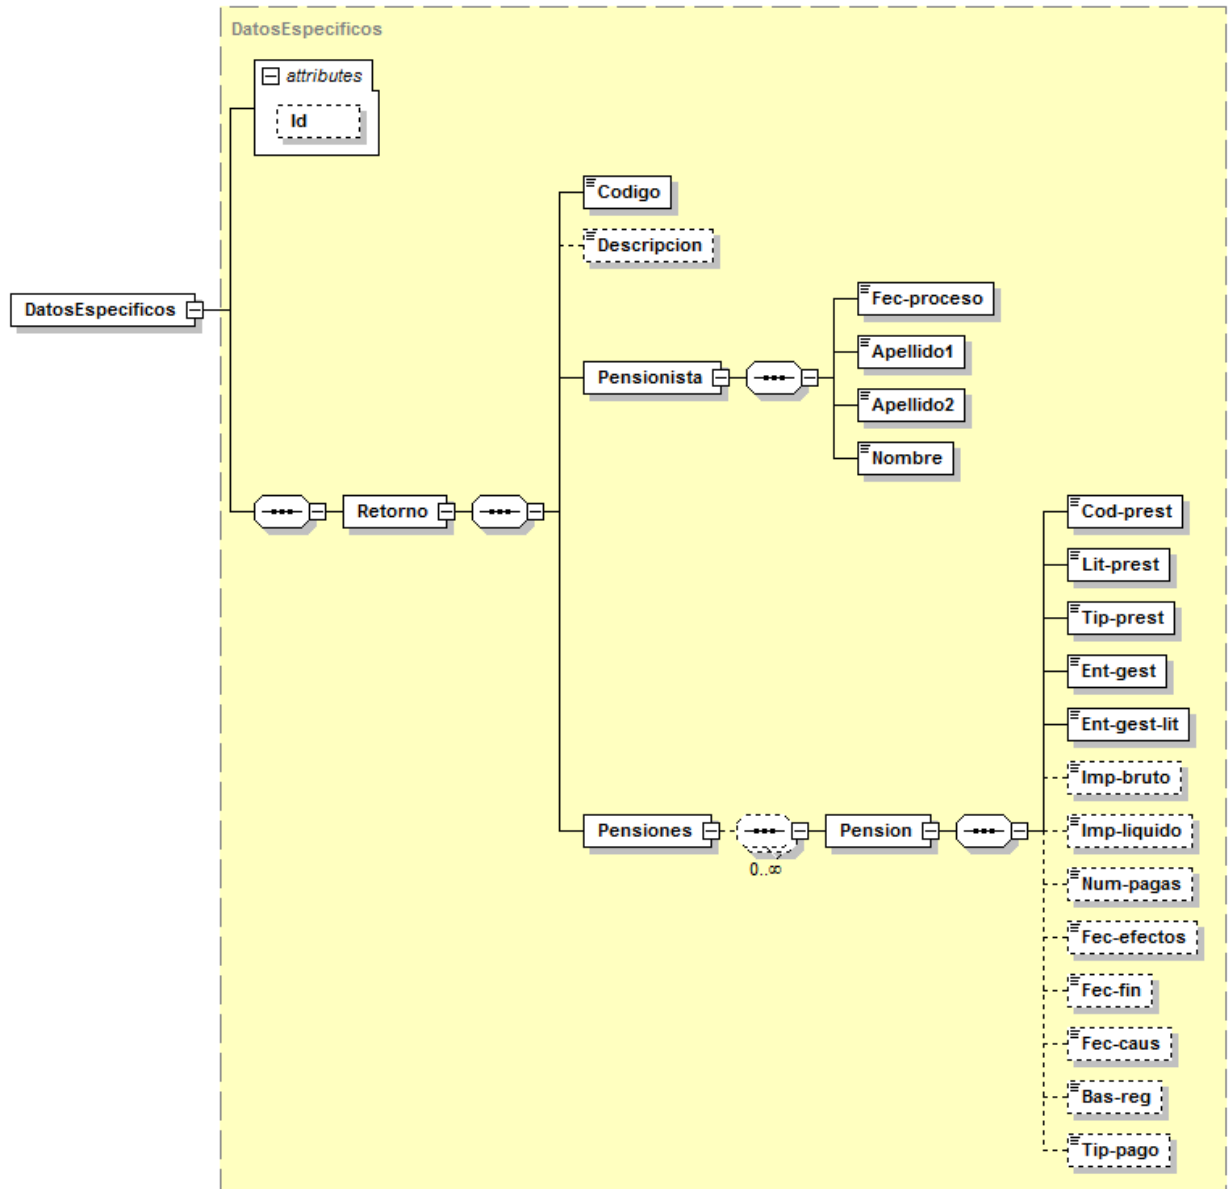 DatosEspecificos
attributes
Id
Codigo
Descripcion
DatosEspecificos
Fec-proceso
Apellido1
Pensionista
Apellido2
Nombre
Retorno
Cod-prest
Lit-prest
Tip-prest
Ent-gest
Ent-gest-lit
Imp-bruto
Pensiones
Pension
Imp-liquido
0..∞
Num-pagas
Fec-efectos
Fec-fin
Fec-caus
Bas-reg
Tip-pago